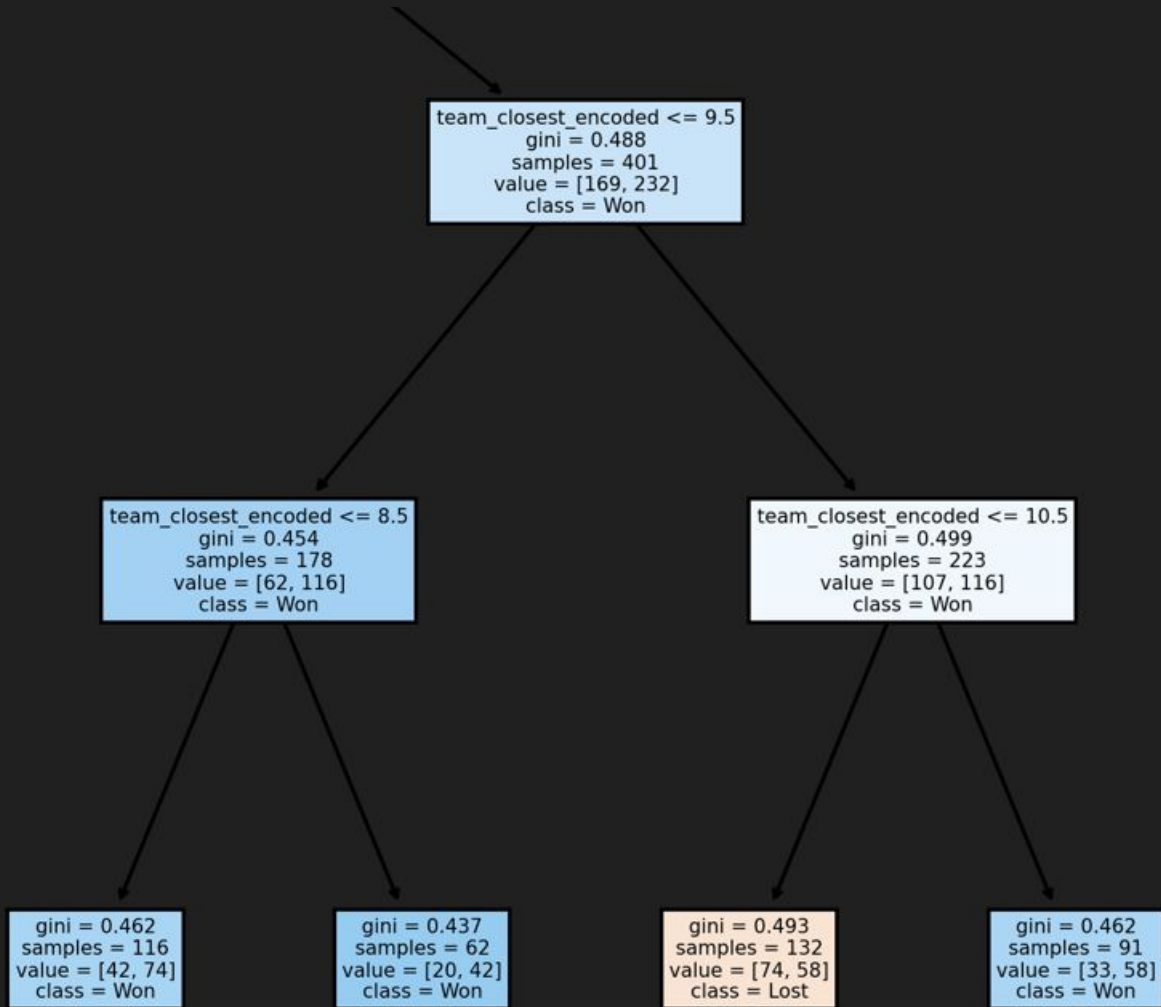 team_closest_encoded <= 9.5
gini = 0.488
samples = 401
value = [169, 232]
class = Won
team_closest_encoded <= 8.5
gini = 0.454
samples = 178
value = [62, 116]
class = Won
team_closest_encoded <= 10.5
gini = 0.499
samples = 223
value = [107, 116]
class = Won
gini = 0.462
samples = 116
value = [42, 74]
class = Won
gini = 0.437
samples = 62
value = [20, 42]
class = Won
gini = 0.493
samples = 132
value = [74, 58]
class = Lost
gini = 0.462
samples = 91
value = [33, 58]
class = Won